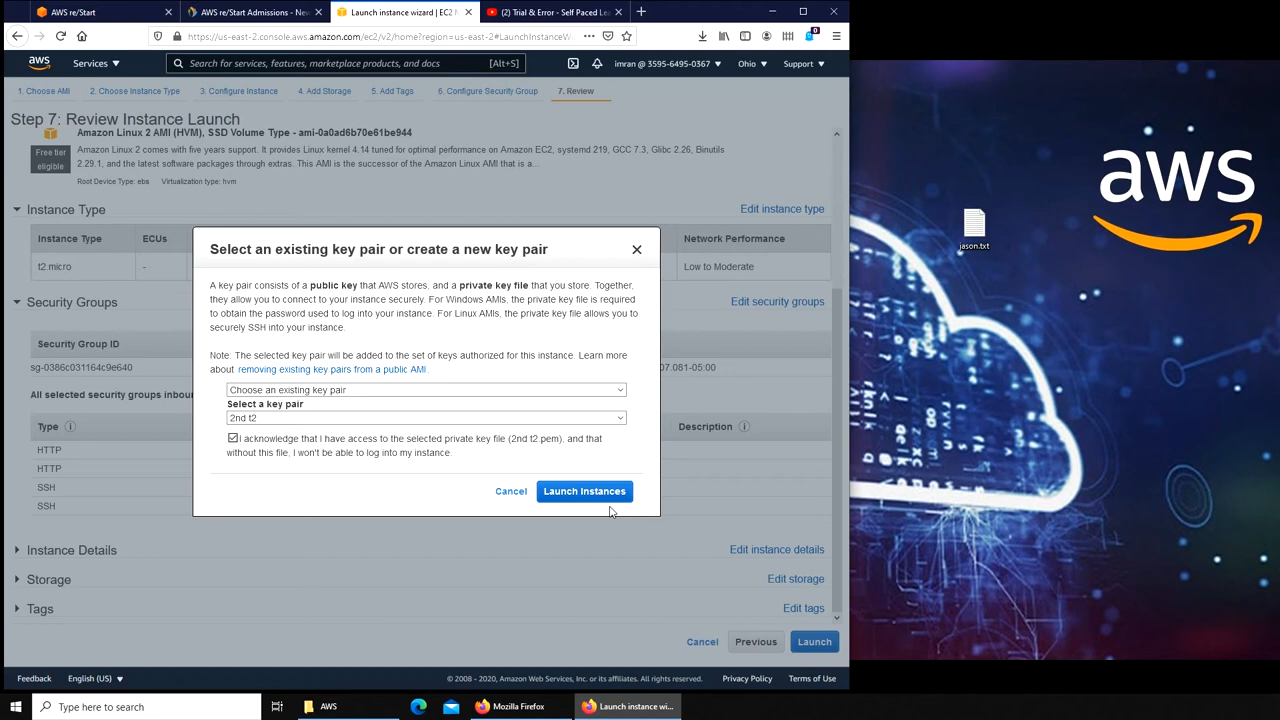 AWS re/Start
AWS re/Start Admissions - New
Launch instance wizard | EC2 M
(2) Trial & Error - Self Paced Lea
https://us-east-2.console.aws.amazon.com/ec2/v2/home?region=us-east-2#LaunchInstanceWi
aws
Services
Search for services, features, marketplace products, and docs
[Alt+S]
imran @ 3595-6495-0367
Ohio
Support
1. Choose AMI
2. Choose Instance Type
3. Configure Instance
4. Add Storage
5. Add Tags
6. Configure Security Group
7. Review
Step 7: Review Instance Launch
Amazon Linux 2 AMI (HVM), SSD Volume Type - ami-0a0ad6b70e61be944
Free tier
eligible
Amazon Linux 2 comes with five years support. It provides Linux kernel 4.14 tuned for optimal performance on Amazon EC2, systemd 219, GCC 7.3, Glibc 2.26, Binutils
2.29.1, and the latest software packages through extras. This AMI is the successor of the Amazon Linux AMI that is a...
Root Device Type: ebs Virtualization type: hvm
Instance Type
Edit instance type
Instance Type
ECUs
Network Performance
t2.micro
-
Low to Moderate
Security Groups
Edit security groups
Security Group ID
sg-0386c031164c9e640
07.081-05:00
All selected security groups inbou
Type
Description
HTTP
HTTP
SSH
SSH
Select an existing key pair or create a new key pair
A key pair consists of a public key that AWS stores, and a private key file that you store. Together,
they allow you to connect to your instance securely. For Windows AMIs, the private key file is required
to obtain the password used to log into your instance. For Linux AMIs, the private key file allows you to
securely SSH into your instance.
Note: The selected key pair will be added to the set of keys authorized for this instance. Learn more
about removing existing key pairs from a public AMI.
Choose an existing key pair
Select a key pair
2nd t2
I acknowledge that I have access to the selected private key file (2nd t2.pem), and that
without this file, I won't be able to log into my instance.
Cancel
Launch Instances
Instance Details
Edit instance details
Storage
Edit storage
Tags
Edit tags
Cancel
Previous
Launch
Feedback
English (US)
© 2008 - 2020, Amazon Web Services, Inc. or its affiliates. All rights reserved.
Privacy Policy
Terms of Use
aws
jason.txt
Type here to search
AWS
Mozilla Firefox
Launch instance wi...